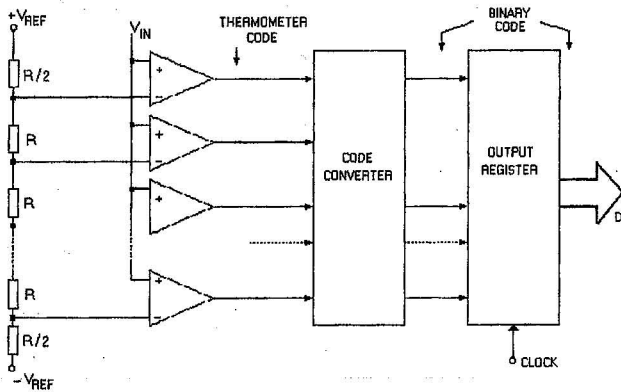 +VREF
VIN
THERMOMETER
CODE
BINARY
CODE
R/2
R
R
R
R/2
-VREF
+
-
+
-
+
+
-
CODE
CONVERTER
OUTPUT
REGISTER
D
CLOCK